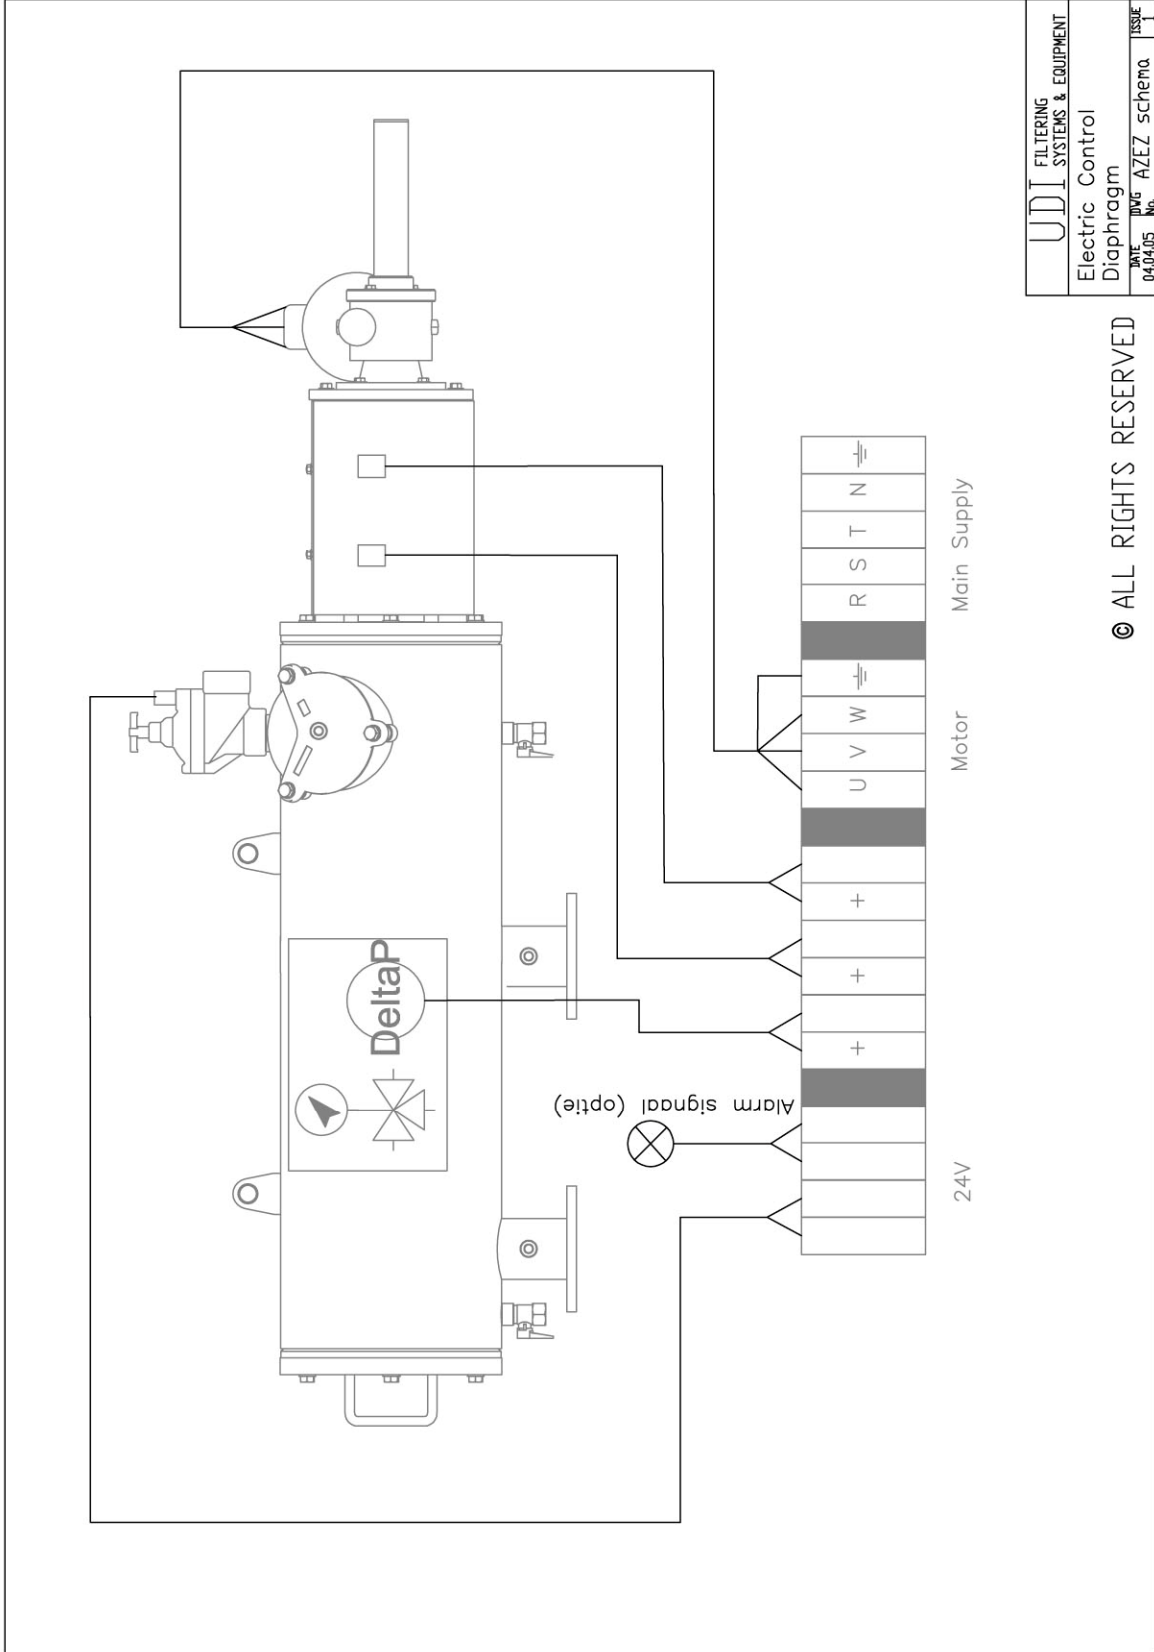 DeltaP
Alarm signaal (optie)
+
+
+
U V W
R S T N
24V
Motor
Main Supply
© ALL RIGHTS RESERVED
UDI FILTERING
SYSTEMS & EQUIPMENT
Electric Control
Diaphragm
DATE
04.04.05
DWG
No.
AZEZ schema
ISSUE
1